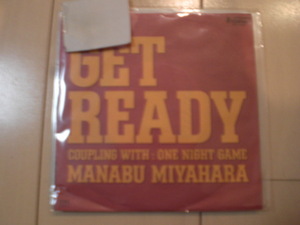 GET
READY
COUPLING WITH : ONE NIGHT GAME
MANABU MIYAHARA